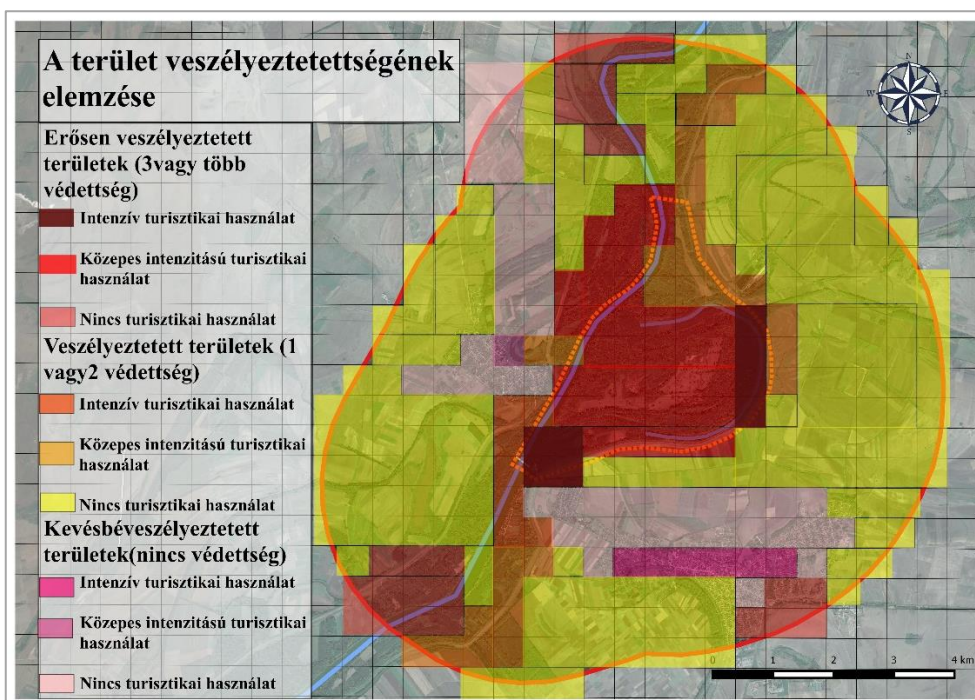 A terület veszélyeztetettségének
elemzése
Erősen veszélyeztetett
területek (3vagy több
védettség)
Intenzív turisztikai használat
Közepes intenzitású turisztikai
használat
Nincs turisztikai használat
Veszélyeztetett területek (1
vagy2 védettség)
Intenzív turisztikai használat
Közepes intenzitású turisztikai
használat
Nincs turisztikai használat
Kevésbéveszélyeztetett
területek(nincs védettség)
Intenzív turisztikai használat
Közepes intenzitású turisztikai
használat
Nincs turisztikai használat
N
W E
S
0 1 2 3 4 km